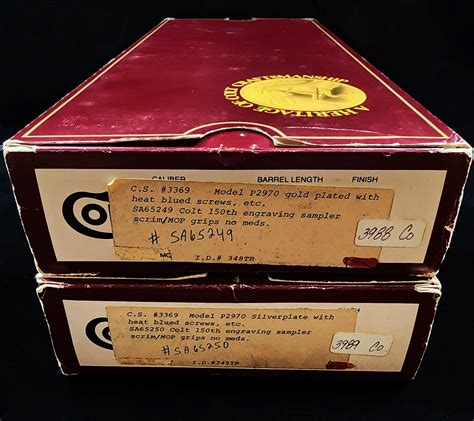 A HERITAGE OF COLT CRAFTSMANSHIP
CALIBER BARREL LENGTH FINISH
C.S. #3369 Model P2970 gold plated with
heat blued screws, etc.
SA65249 Colt 150th engraving sampler
scrim/MOP grips no meds.
# SA65249
3988 Co
MC I.D.# 348TR
C.S. #3369 Model P2970 Silverplate with
heat blued screws, etc.
SA65250 Colt 150th engraving sampler
scrim/MOP grips no meds.
#SA65250
3989 Co
I.D.#349TR